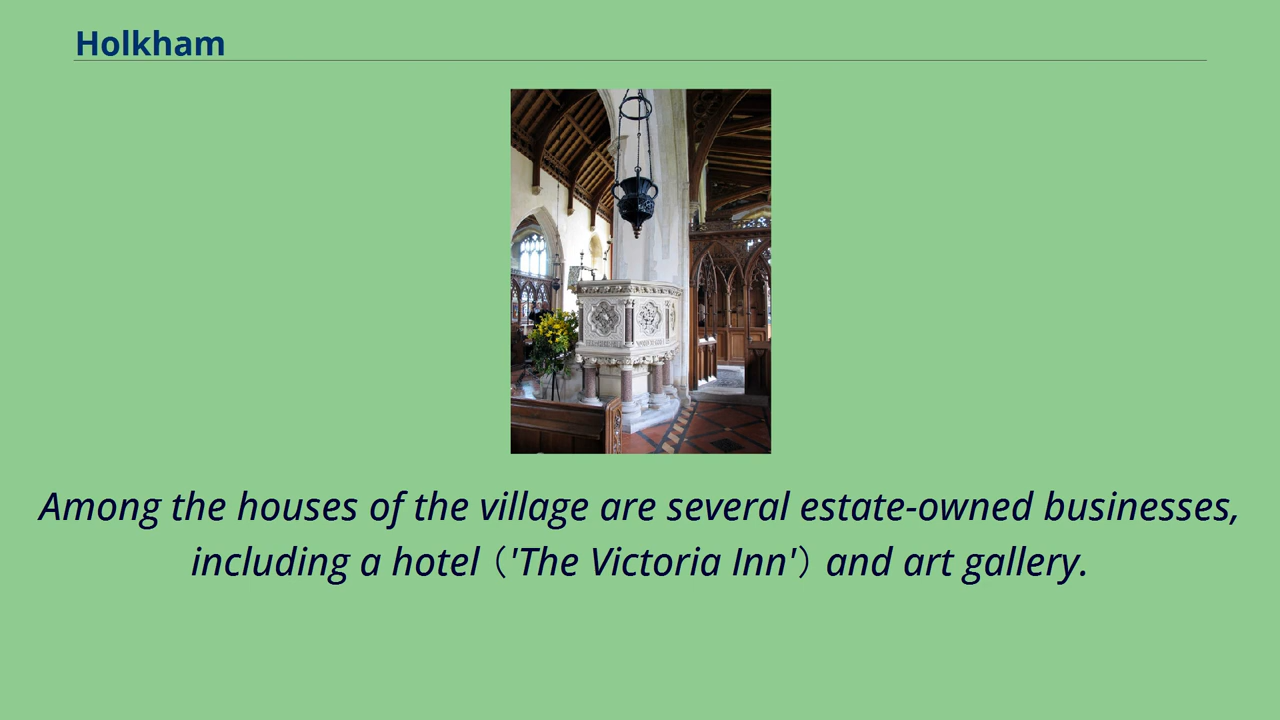 Holkham
Among the houses of the village are several estate-owned businesses,
including a hotel（'The Victoria Inn'）and art gallery.